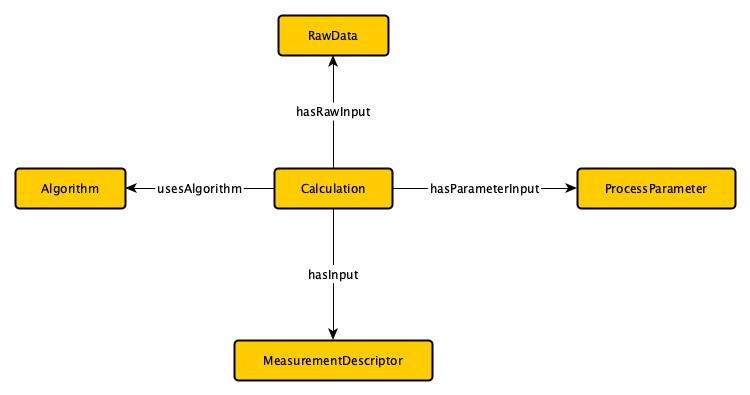 RawData
hasRawInput
Algorithm
usesAlgorithm
Calculation
hasParameterInput
ProcessParameter
hasInput
MeasurementDescriptor